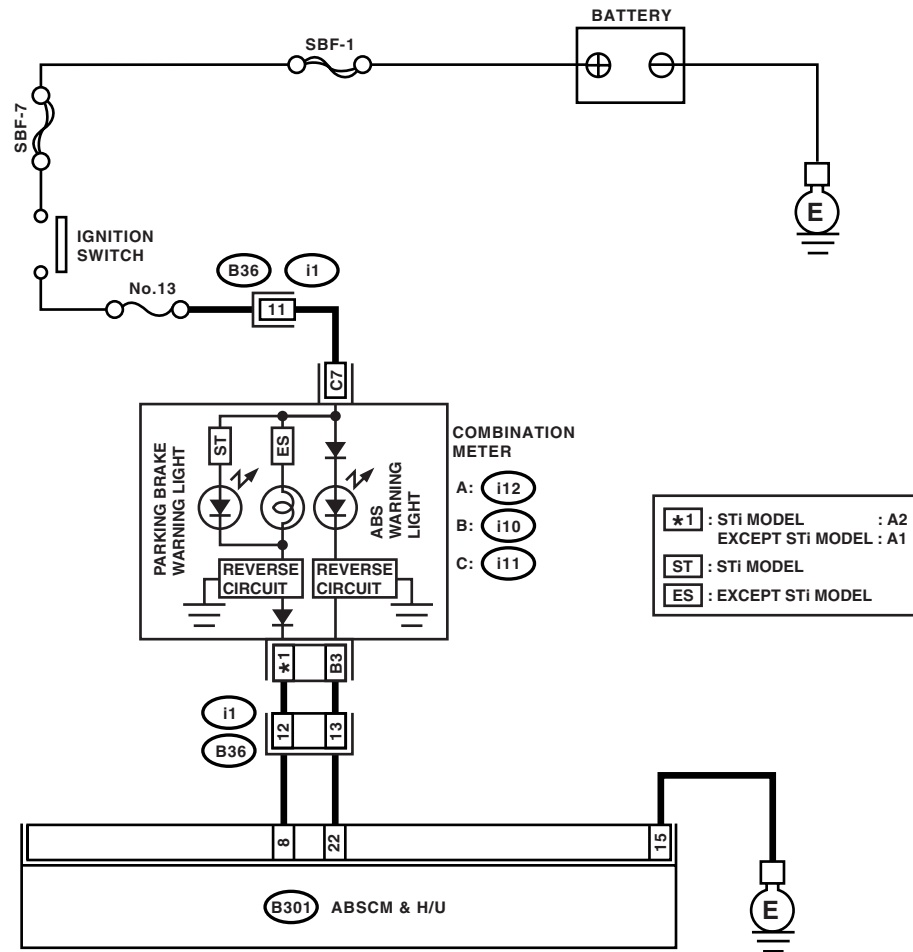 BATTERY
SBF-1
SBF-7
E
IGNITION
SWITCH
B36
i1
No.13
11
C7
COMBINATION
METER
ST
ES
PARKING BRAKE
WARNING LIGHT
ABS
WARNING
LIGHT
A: i12
B: i10
C: i11
REVERSE
CIRCUIT
REVERSE
CIRCUIT
*1 : STi MODEL : A2
EXCEPT STi MODEL : A1
ST : STi MODEL
ES : EXCEPT STi MODEL
*1
B3
i1
B36
12
13
8
22
15
E
B301 ABSCM & H/U